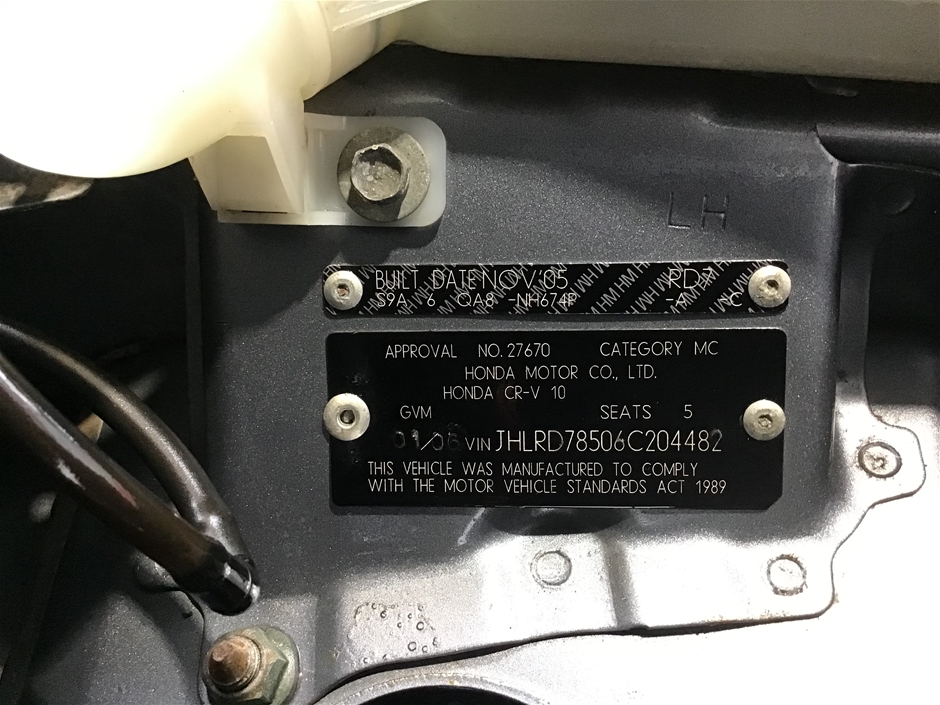 LH
BUILT DATE NOV'05 RD7
S9A 6 QA8 -NH674P -A C
APPROVAL NO. 27670 CATEGORY MC
HONDA MOTOR CO., LTD.
HONDA CR-V 10
GVM SEATS 5
01/06 VIN JHLRD78506C204482
THIS VEHICLE WAS MANUFACTURED TO COMPLY
WITH THE MOTOR VEHICLE STANDARDS ACT 1989